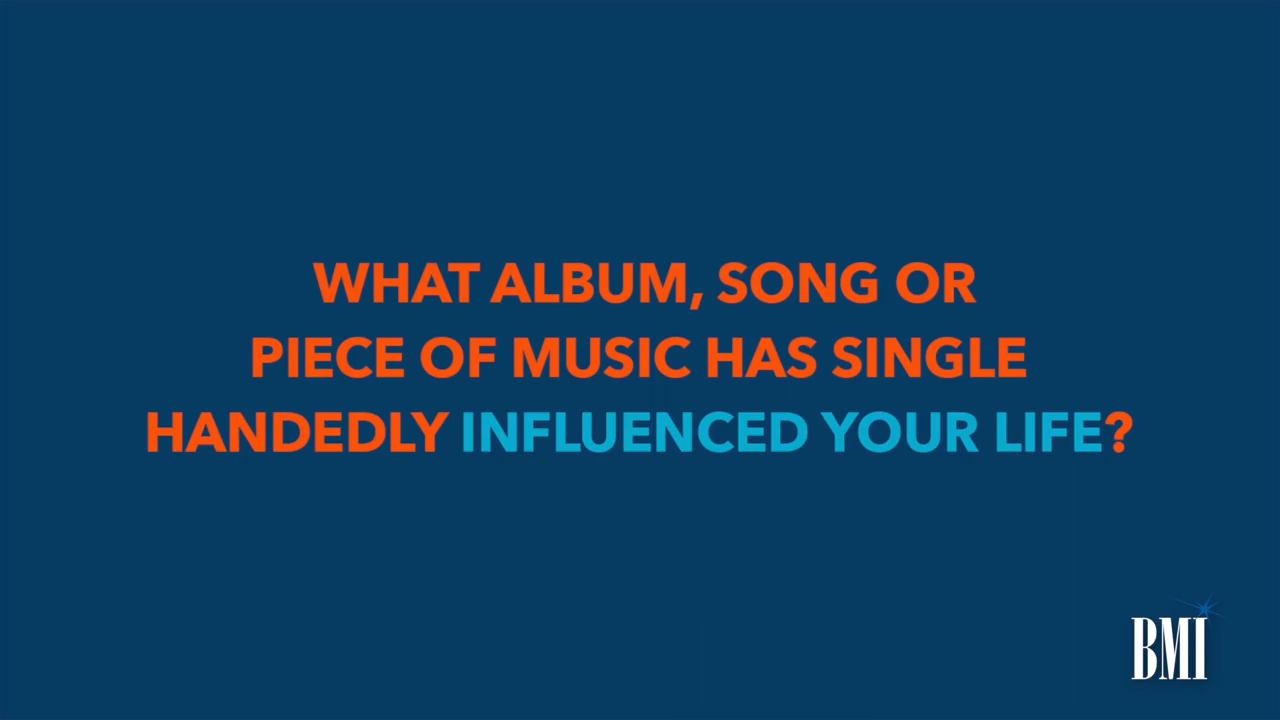 WHAT ALBUM, SONG OR
PIECE OF MUSIC HAS SINGLE
HANDEDLY INFLUENCED YOUR LIFE?
BMI